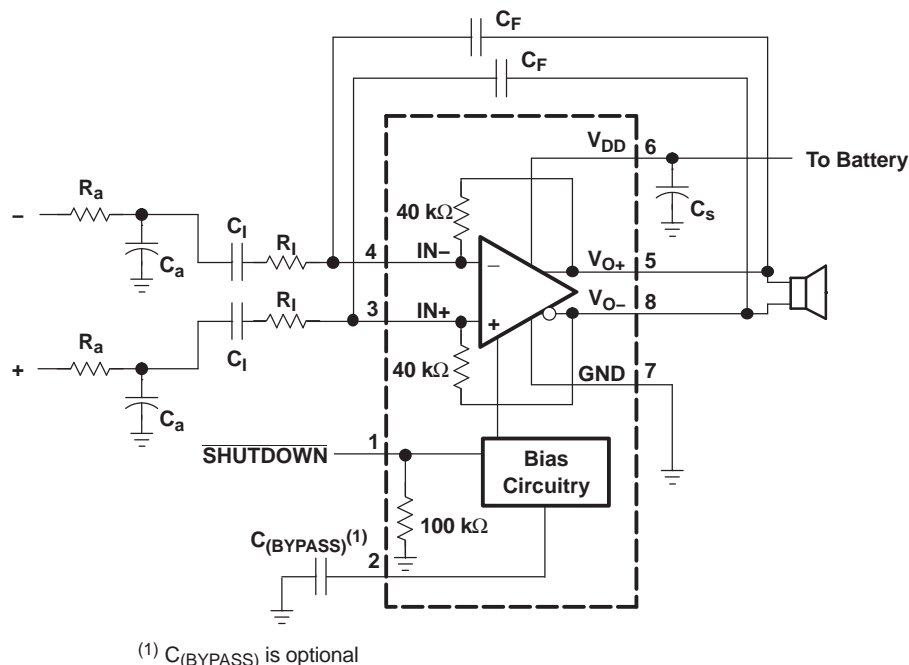 C_F
C_F
V_DD 6
To Battery
R_a
−
C_I
40 kΩ
C_s
R_I
4
IN−
−
V_O+ 5
C_a
R_I
3
IN+
+
V_O− 8
R_a
C_I
40 kΩ
GND 7
+
C_a
1
SHUTDOWN
Bias
Circuitry
100 kΩ
C_(BYPASS)^(1)
2
(1) C_(BYPASS) is optional